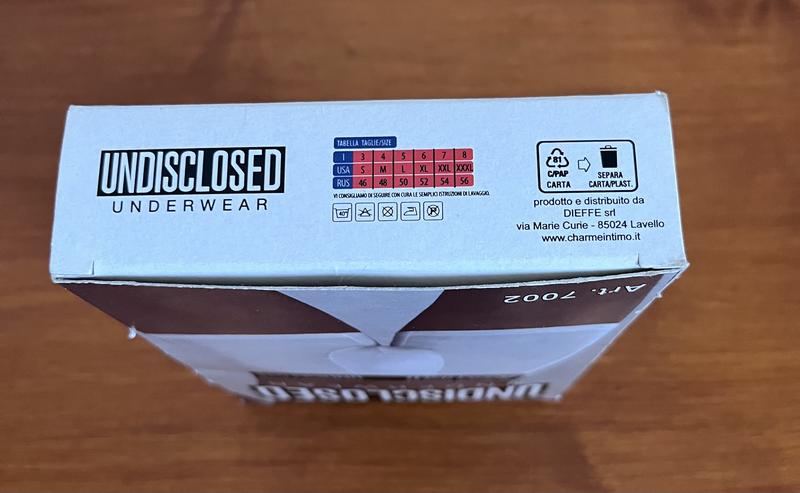 UNDISCLOSED
UNDERWEAR
TABELLA TAGLIE/SIZE
I 3 4 5 6 7 8
USA S M L XL XXL XXXL
RUS 46 48 50 52 54 56
VI CONSIGLIAMO DI SEGUIRE CON CURA LE SEMPLICI ISTRUZIONI DI LAVAGGIO.
40°
81
C/PAP
CARTA
SEPARA
CARTA/PLAST.
prodotto e distribuito da
DIEFFE srl
via Marie Curie - 85024 Lavello
www.charmeintimo.it
Art. 7002
UNDISCLOSED